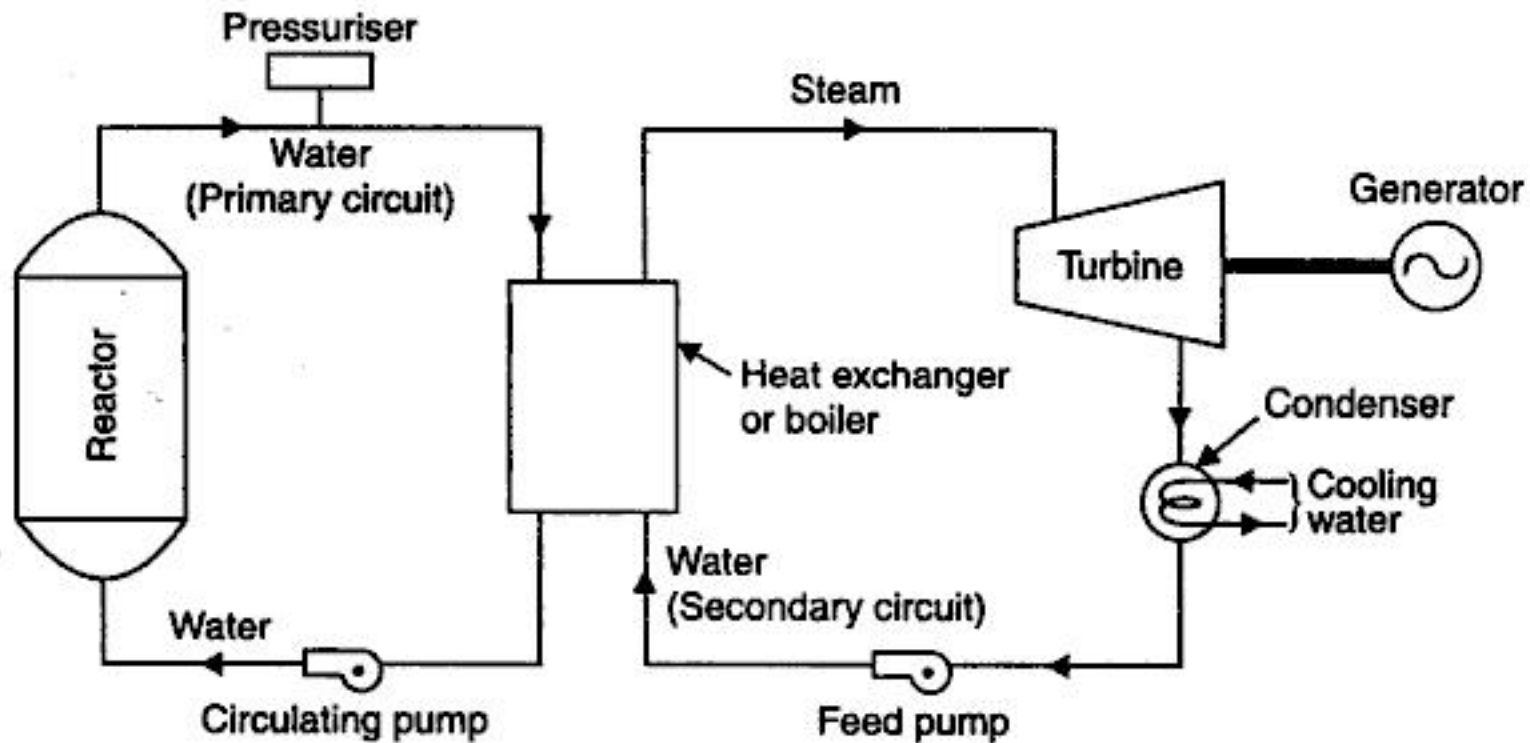 Pressuriser
Steam
Water
(Primary circuit)
Generator
Turbine
Reactor
Heat exchanger
or boiler
Condenser
Cooling
water
Water
(Secondary circuit)
Water
Circulating pump
Feed pump